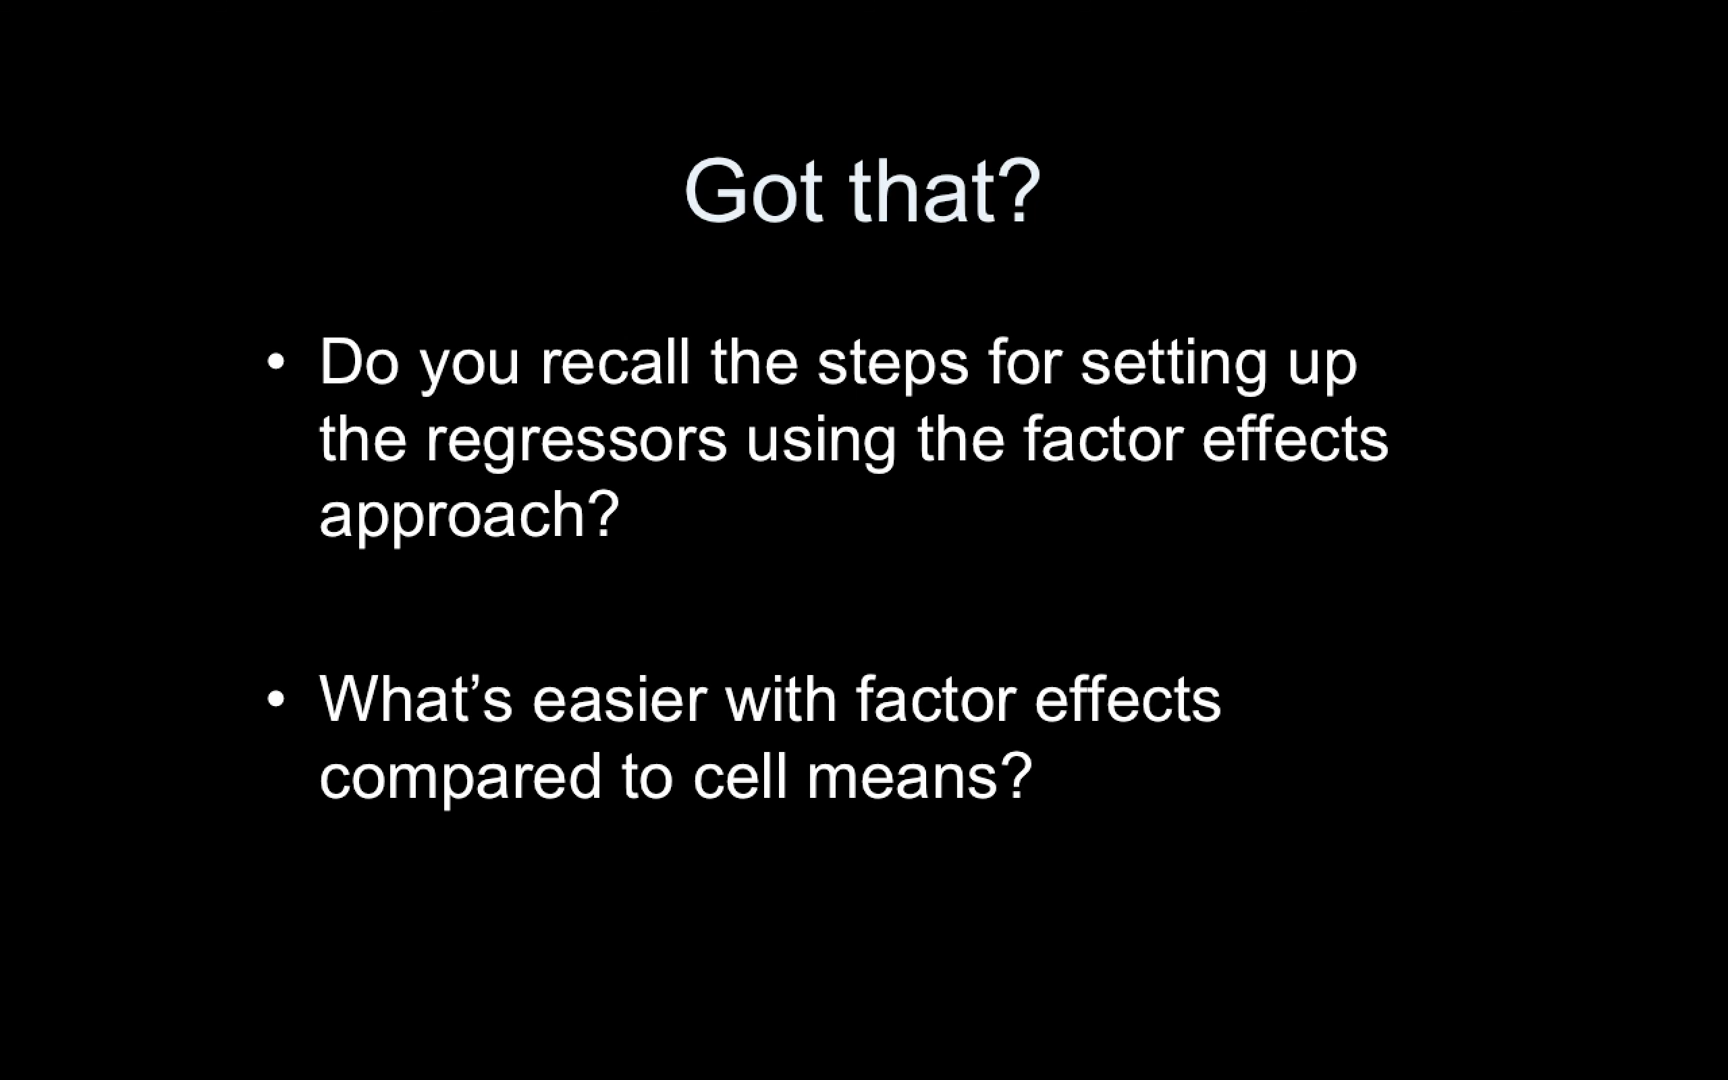 Got that?
• Do you recall the steps for setting up
the regressors using the factor effects
approach?
• What’s easier with factor effects
compared to cell means?